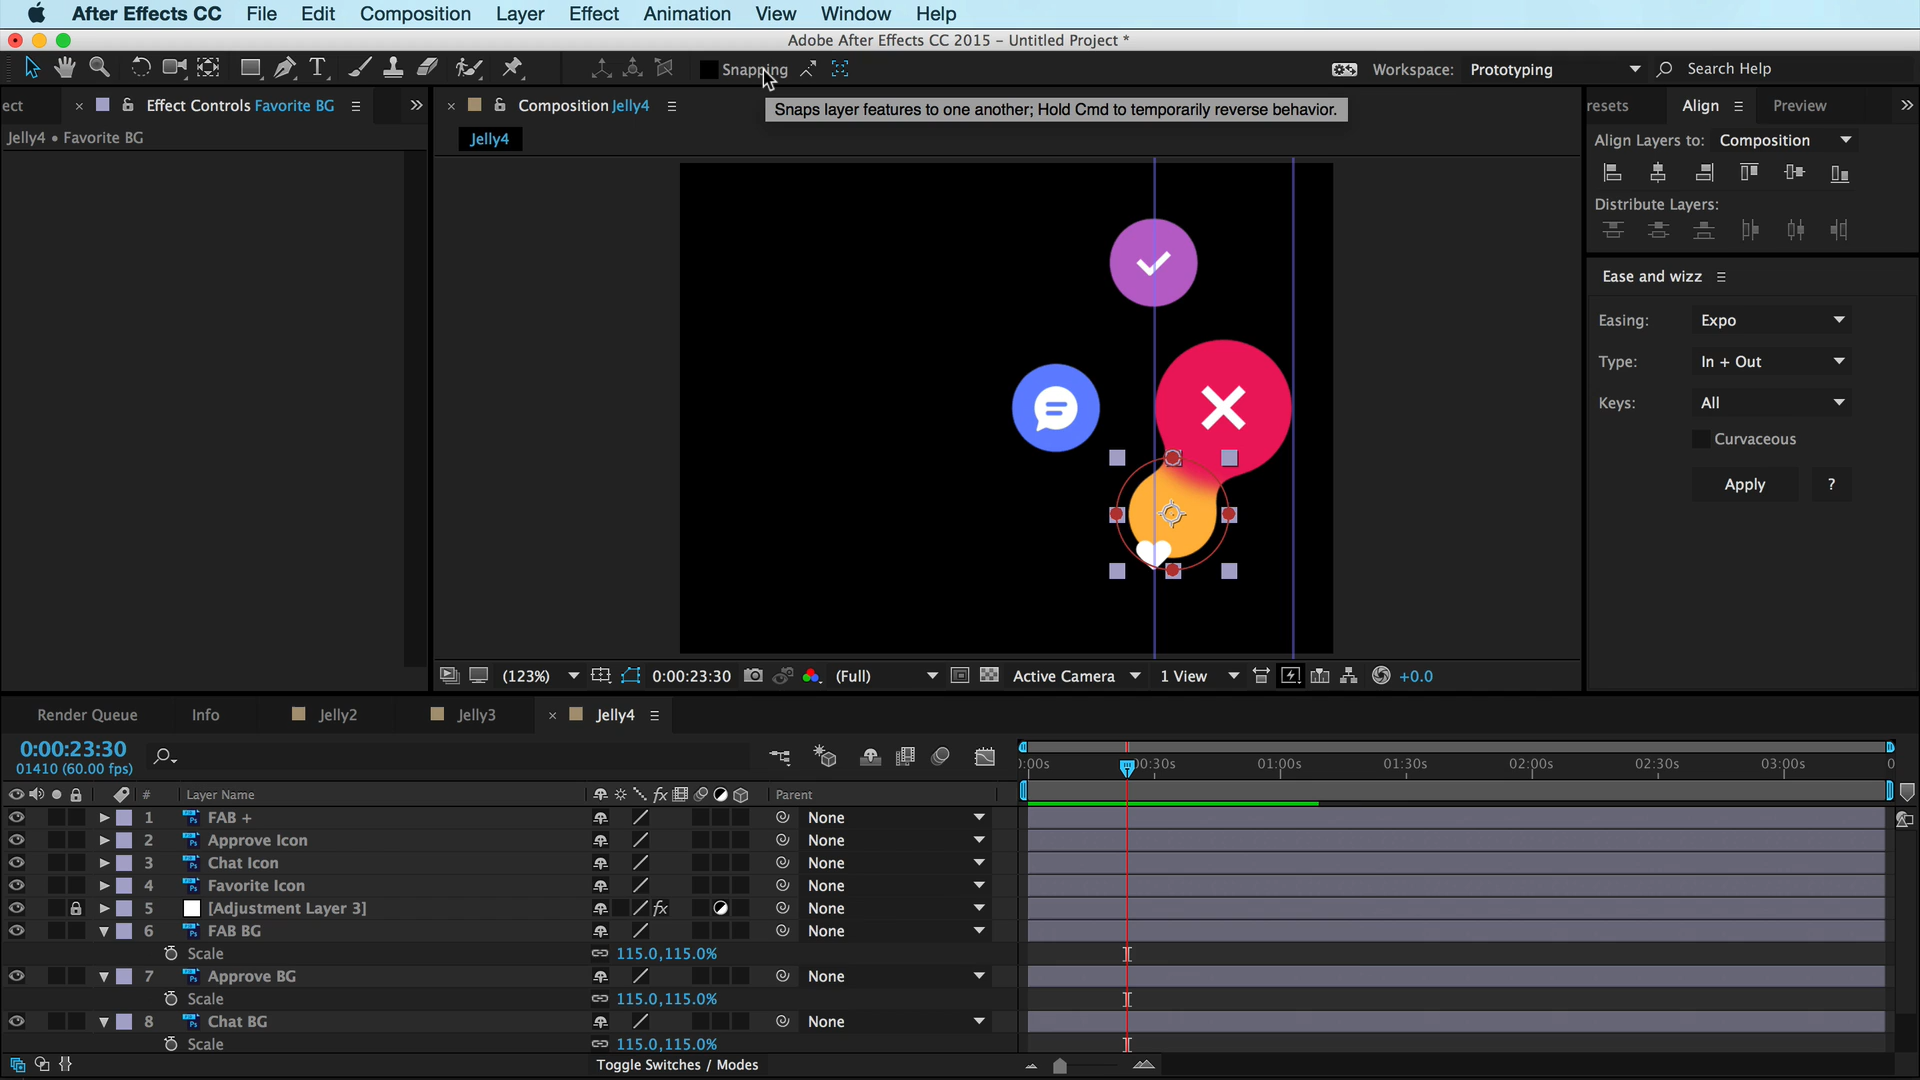 After Effects CC File Edit Composition Layer Effect Animation View Window Help
Adobe After Effects CC 2015 – Untitled Project *
T Snapping Workspace: Prototyping Search Help
ect × Effect Controls Favorite BG » × Composition Jelly4 resets Align Preview »
Snaps layer features to one another; Hold Cmd to temporarily reverse behavior.
Jelly4 • Favorite BG
Jelly4
Align Layers to: Composition
Distribute Layers:
Ease and wizz
Easing: Expo
Type: In + Out
Keys: All
Curvaceous
Apply ?
(123%) 0:00:23:30 (Full) Active Camera 1 View +0.0
Render Queue Info Jelly2 Jelly3 × Jelly4
0:00:23:30
01410 (60.00 fps)
):00s 00:30s 01:00s 01:30s 02:00s 02:30s 03:00s 0
# Layer Name fx Parent
1 FAB + None
2 Approve Icon None
3 Chat Icon None
4 Favorite Icon None
5 [Adjustment Layer 3] fx None
6 FAB BG None
Scale 115.0,115.0%
7 Approve BG None
Scale 115.0,115.0%
8 Chat BG None
Scale 115.0,115.0%
Toggle Switches / Modes